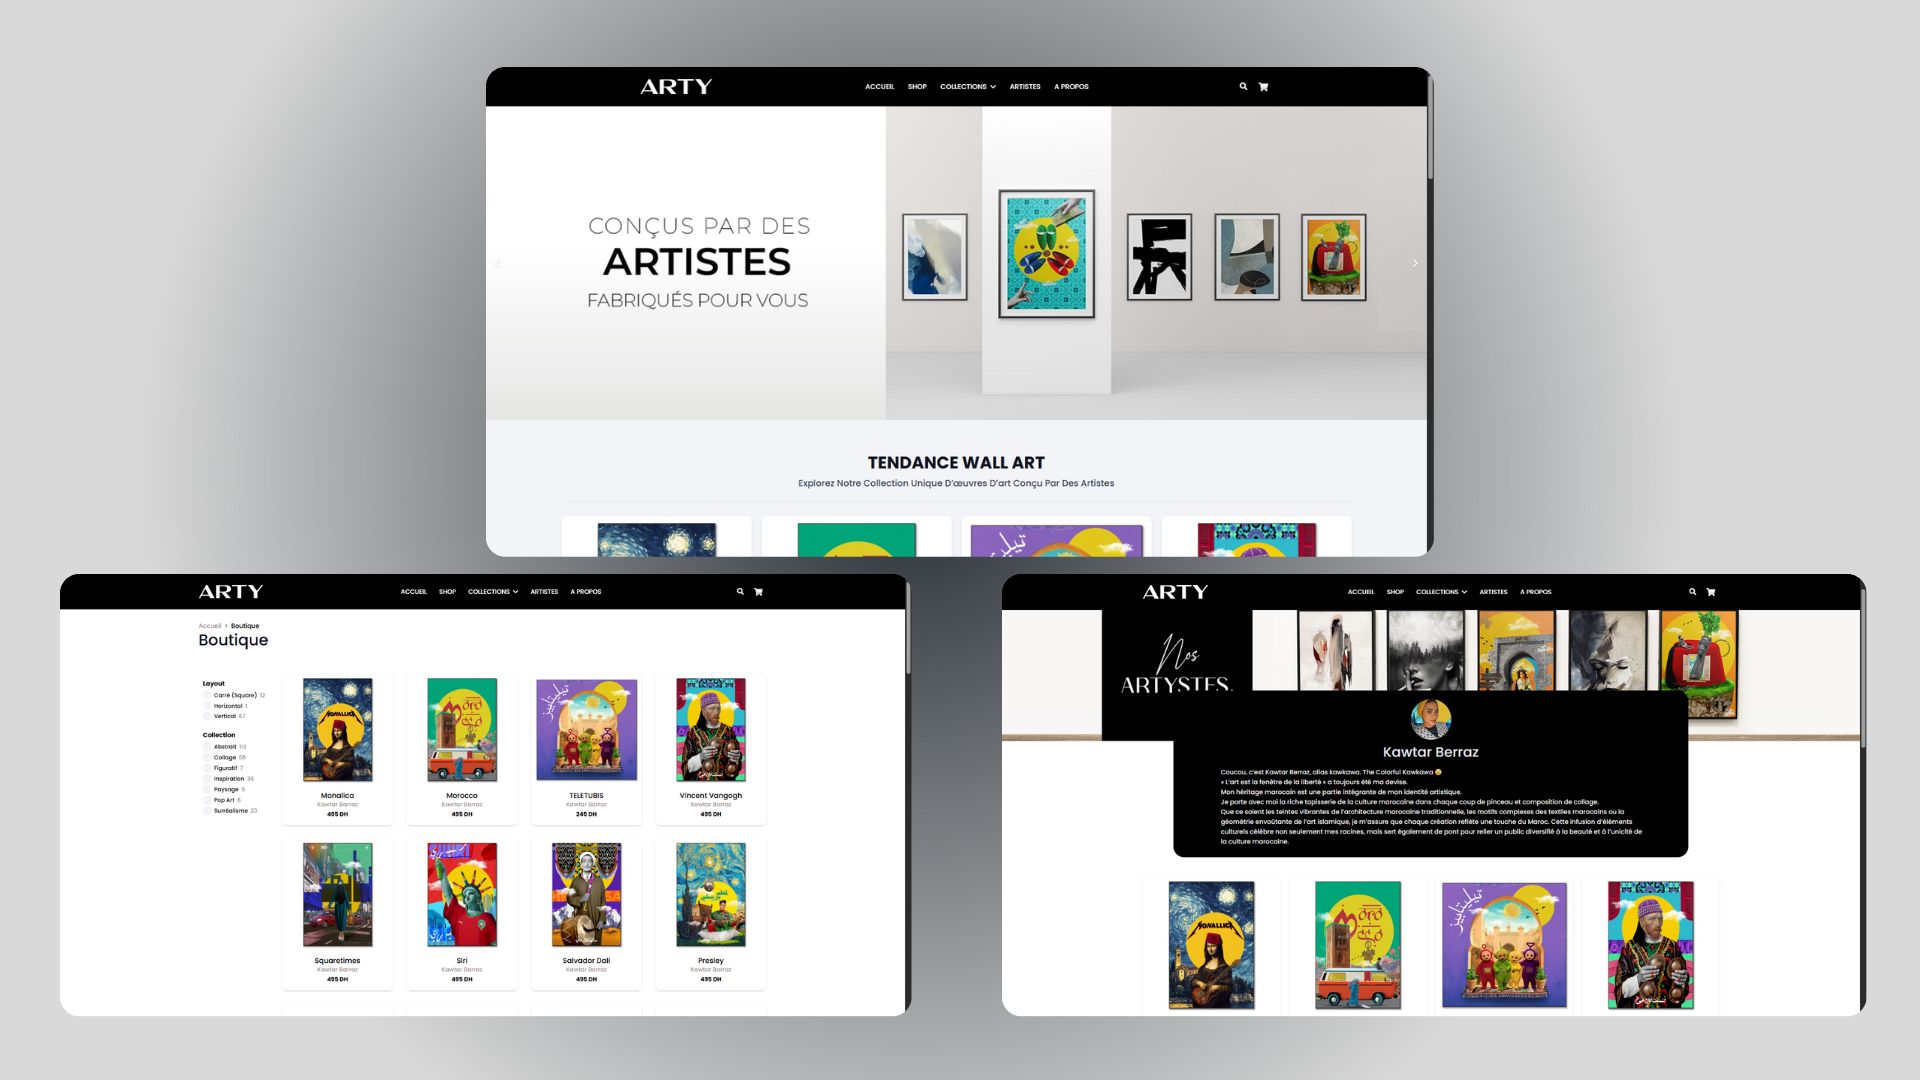 ARTY
ACCUEIL SHOP COLLECTIONS ARTISTES A PROPOS
CONÇUS PAR DES
ARTISTES
FABRIQUÉS POUR VOUS
TENDANCE WALL ART
Explorez Notre Collection Unique D'œuvres D'art Conçu Par Des Artistes
تيليتابيز
ARTY
ACCUEIL SHOP COLLECTIONS ARTISTES A PROPOS
Accueil > Boutique
Boutique
Layout
Carré (Square) 12
Horizontal 1
Vertical 67
Collection
Abstrait 113
Collage 58
Figuratif 7
Inspiration 36
Paysage 5
Pop Art 6
Surréalisme 23
MONALLICA
تيليتابيز
Monalica
Kawtar Berraz
495 DH
Morocco
Kawtar Berraz
495 DH
TELETUBIS
Kawtar Berraz
245 DH
Vincent Vangogh
Kawtar Berraz
495 DH
Squaretimes
Kawtar Berraz
495 DH
Siri
Kawtar Berraz
495 DH
Salvador Dali
Kawtar Berraz
495 DH
Presley
Kawtar Berraz
495 DH
ARTY
ACCUEIL SHOP COLLECTIONS ARTISTES A PROPOS
Nos
ARTYSTES.
Kawtar Berraz
Coucou, c'est Kawtar Berraz, alias kawkawa. The Colorful Kawkawa 😊
« L'art est la fenêtre de la liberté » a toujours été ma devise.
Mon héritage marocain est une partie intégrante de mon identité artistique.
Je porte avec moi la riche tapisserie de la culture marocaine dans chaque coup de pinceau et composition de collage.
Que ce soient les teintes vibrantes de l'architecture marocaine traditionnelle, les motifs complexes des textiles marocains ou la
géométrie envoûtante de l'art islamique, je m'assure que chaque création reflète une touche du Maroc. Cette infusion d'éléments
culturels célèbre non seulement mes racines, mais sert également de pont pour relier un public diversifié à la beauté et à l'unicité de
la culture marocaine.
MONALLICA
تيليتابيز